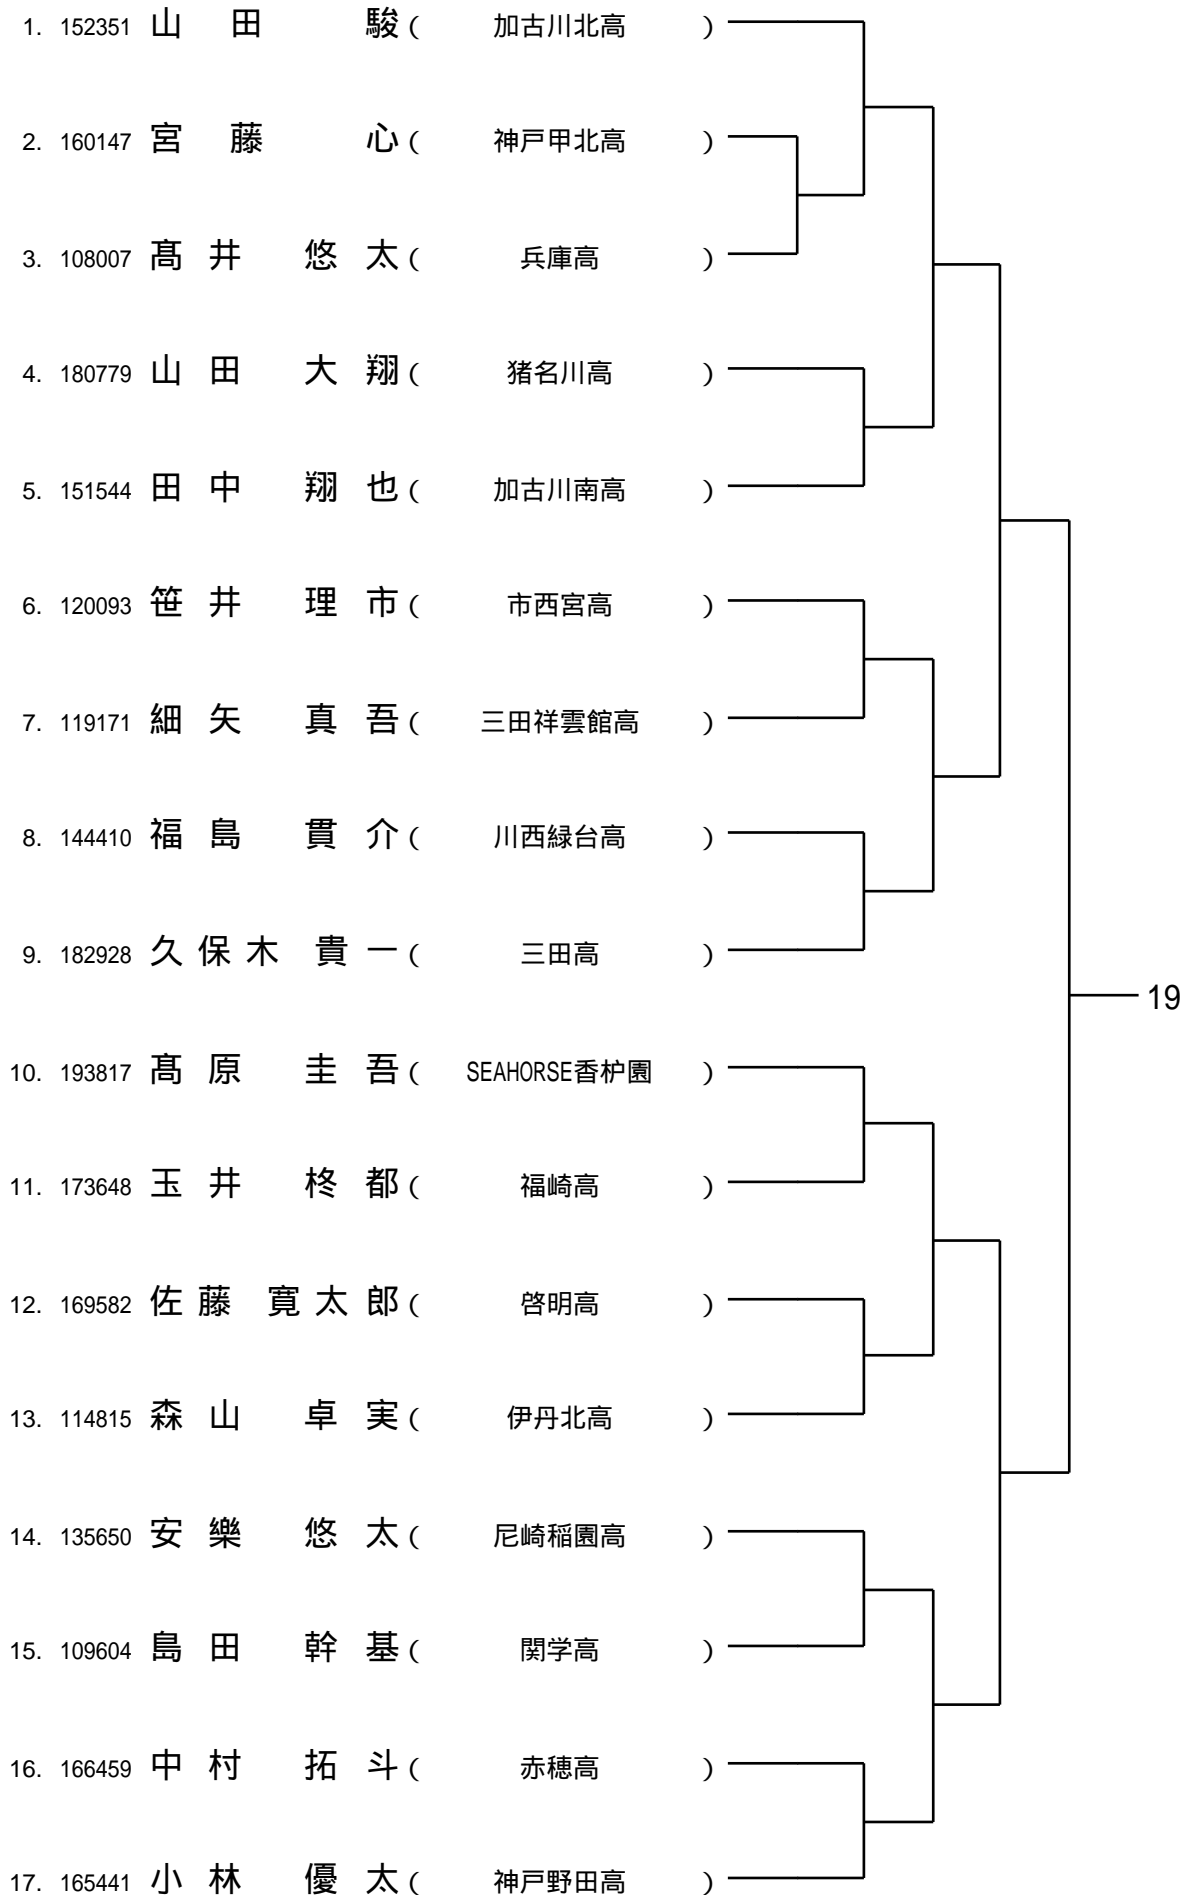 1. 152351 山田 駿 ( 加古川北高 )
2. 160147 宮藤 心 ( 神戸甲北高 )
3. 108007 髙井 悠太 ( 兵庫高 )
4. 180779 山田 大翔 ( 猪名川高 )
5. 151544 田中 翔也 ( 加古川南高 )
6. 120093 笹井 理市 ( 市西宮高 )
7. 119171 細矢 真吾 ( 三田祥雲館高 )
8. 144410 福島 貫介 ( 川西緑台高 )
9. 182928 久保木 貴一 ( 三田高 )
19
10. 193817 髙原 圭吾 ( SEAHORSE香枦園 )
11. 173648 玉井 柊都 ( 福崎高 )
12. 169582 佐藤 寛太郎 ( 啓明高 )
13. 114815 森山 卓実 ( 伊丹北高 )
14. 135650 安樂 悠太 ( 尼崎稲園高 )
15. 109604 島田 幹基 ( 関学高 )
16. 166459 中村 拓斗 ( 赤穂高 )
17. 165441 小林 優太 ( 神戸野田高 )